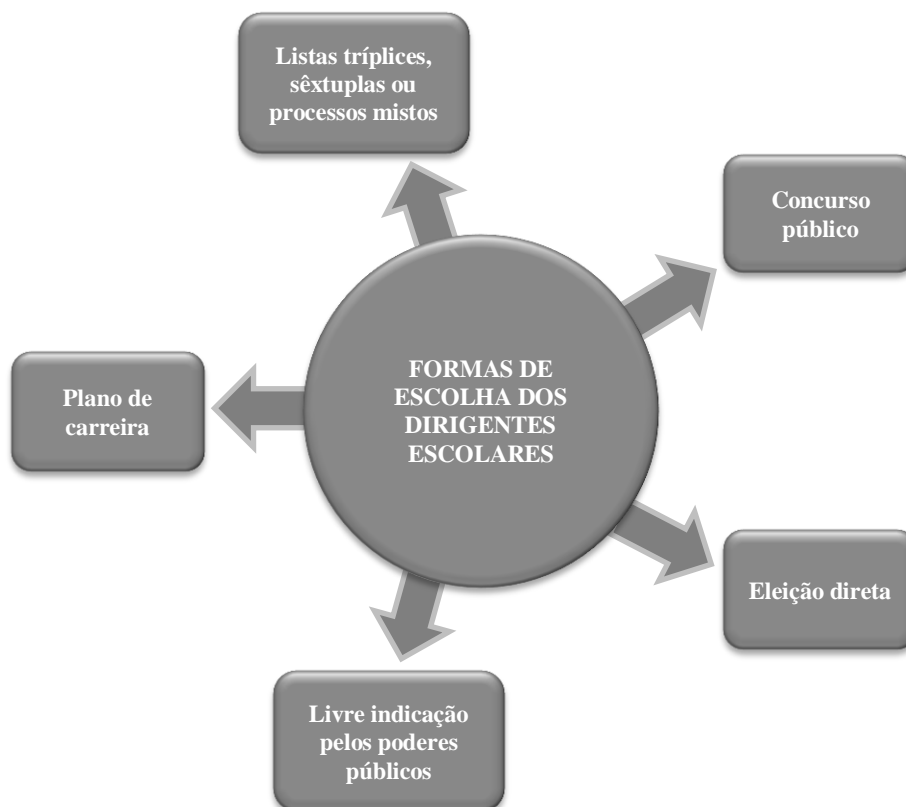 Listas tríplices,
sêxtuplas ou
processos mistos
Concurso
público
FORMAS DE
ESCOLHA DOS
DIRIGENTES
ESCOLARES
Plano de
carreira
Eleição direta
Livre indicação
pelos poderes
públicos